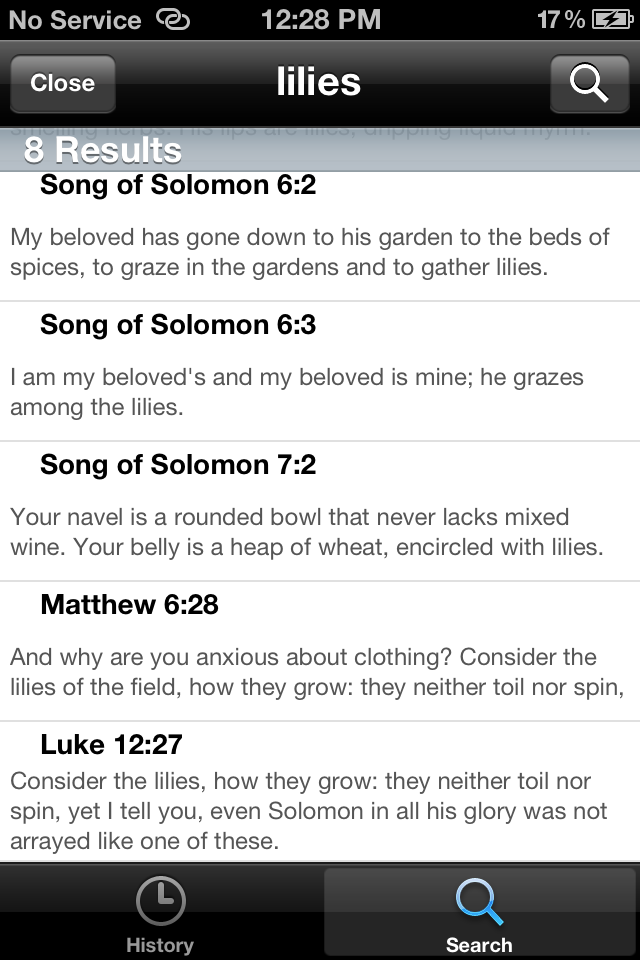 No Service 12:28 PM 17%
Close lilies
smelling herbs. His lips are lilies, dripping liquid myrrh.
8 Results
Song of Solomon 6:2
My beloved has gone down to his garden to the beds of
spices, to graze in the gardens and to gather lilies.
Song of Solomon 6:3
I am my beloved's and my beloved is mine; he grazes
among the lilies.
Song of Solomon 7:2
Your navel is a rounded bowl that never lacks mixed
wine. Your belly is a heap of wheat, encircled with lilies.
Matthew 6:28
And why are you anxious about clothing? Consider the
lilies of the field, how they grow: they neither toil nor spin,
Luke 12:27
Consider the lilies, how they grow: they neither toil nor
spin, yet I tell you, even Solomon in all his glory was not
arrayed like one of these.
History Search